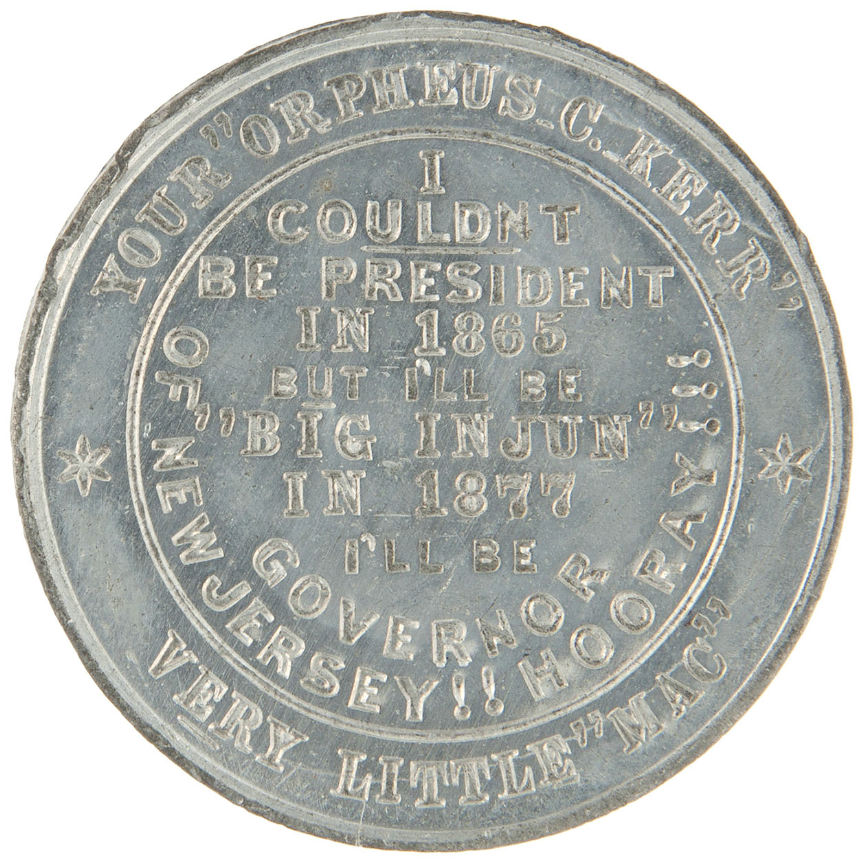 YOUR "ORPHEUS. C. KERR"
I
COULDN'T
BE PRESIDENT
IN 1865
BUT I'LL BE
"BIG INJUN"
IN 1877
I'LL BE
GOVERNOR
OF NEW JERSEY!! HOORAY!!!
VERY LITTLE "MAC"